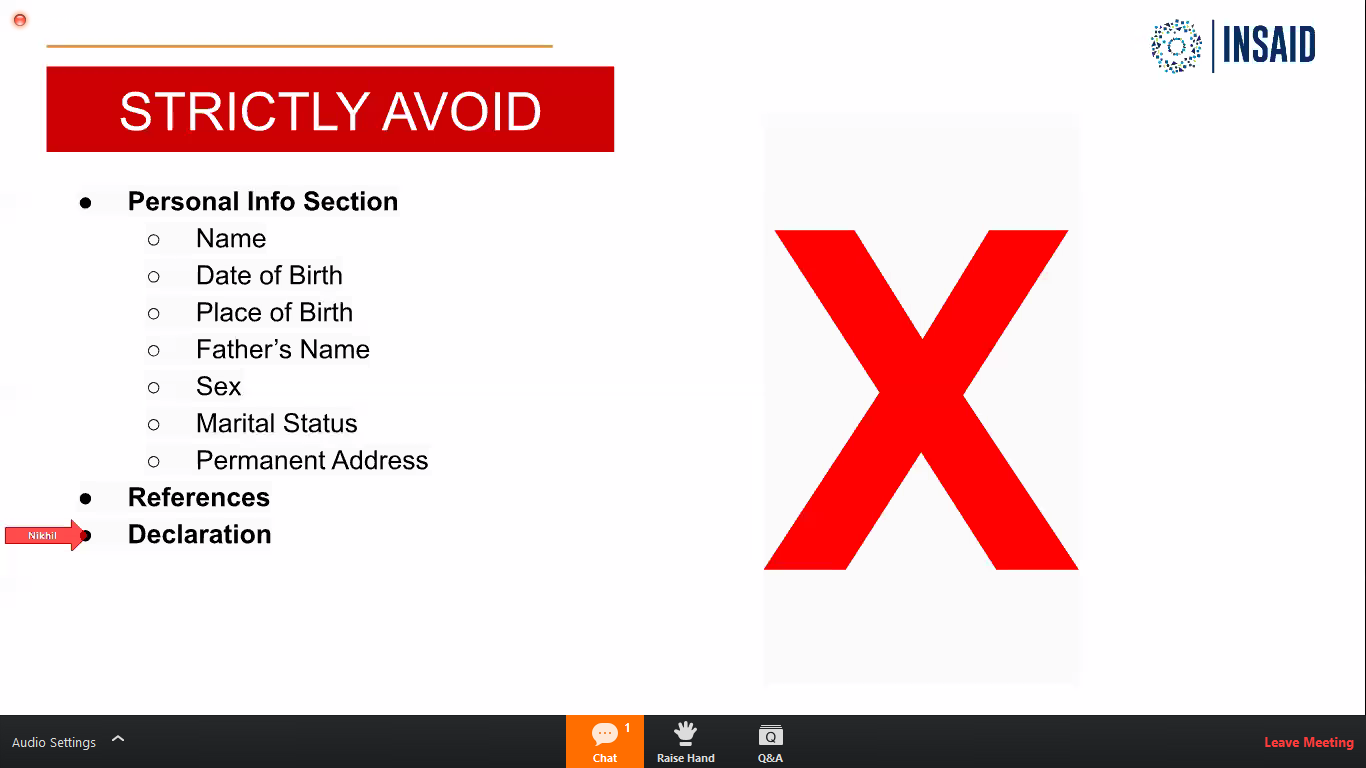 INSAID
STRICTLY AVOID
● Personal Info Section
○ Name
○ Date of Birth
○ Place of Birth
○ Father’s Name
○ Sex
○ Marital Status
○ Permanent Address
● References
Nikhil
● Declaration
X
Audio Settings
1
Chat
Raise Hand
Q
Q&A
Leave Meeting